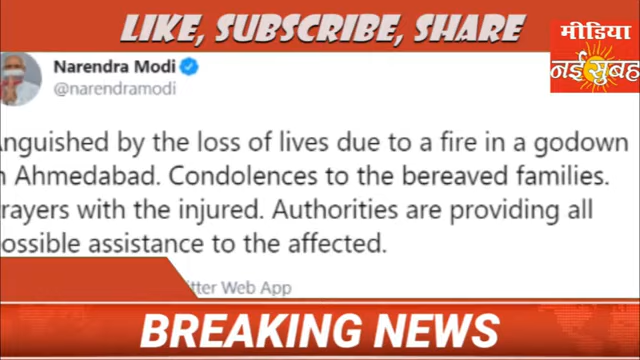 LIKE, SUBSCRIBE, SHARE
मीडिया
नई सुबह
Narendra Modi
@narendramodi
nguished by the loss of lives due to a fire in a godown
n Ahmedabad. Condolences to the bereaved families.
rayers with the injured. Authorities are providing all
ossible assistance to the affected.
itter Web App
BREAKING NEWS